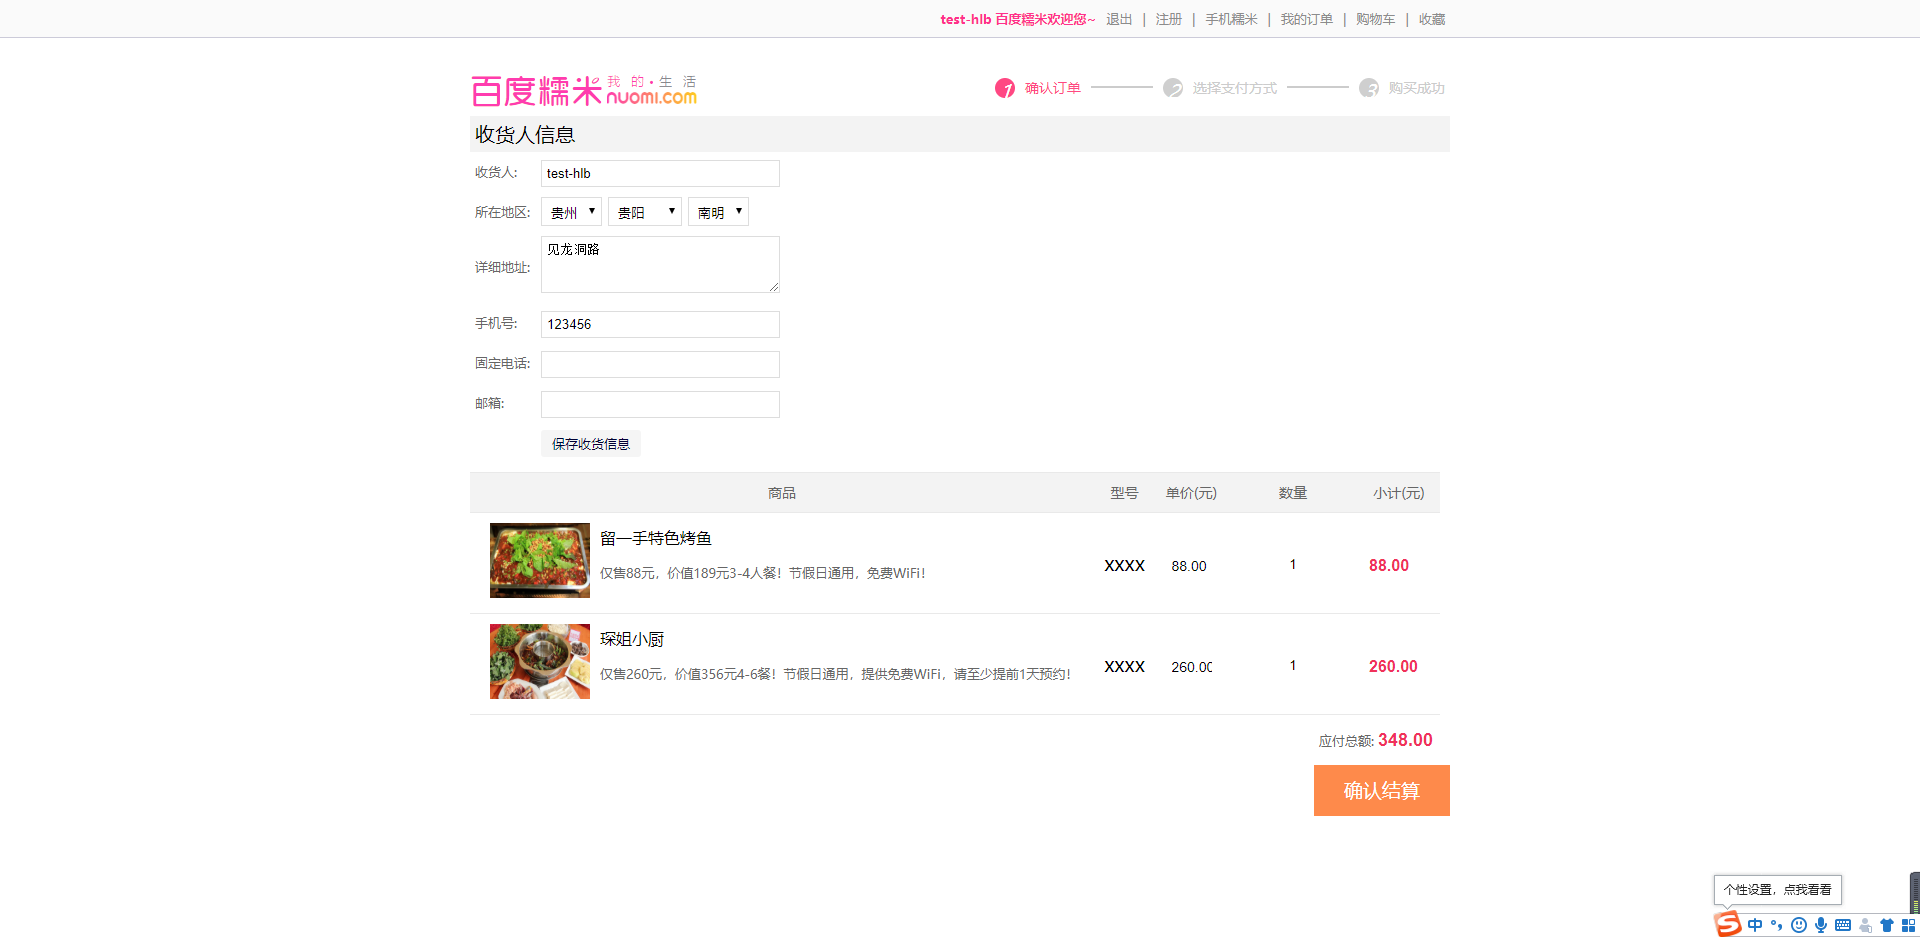 test-hlb 百度糯米欢迎您~ 退出 | 注册 | 手机糯米 | 我的订单 | 购物车 | 收藏
百度糯米 我的·生活 nuomi.com
1 确认订单 2 选择支付方式 3 购买成功
收货人信息
收货人: test-hlb
所在地区: 贵州 贵阳 南明
详细地址: 见龙洞路
手机号: 123456
固定电话:
邮箱:
保存收货信息
商品 型号 单价(元) 数量 小计(元)
留一手特色烤鱼
仅售88元，价值189元3-4人餐！节假日通用，免费WiFi！
XXXX 88.00 1 88.00
琛姐小厨
仅售260元，价值356元4-6餐！节假日通用，提供免费WiFi，请至少提前1天预约！
XXXX 260.00 1 260.00
应付总额: 348.00
确认结算
个性设置，点我看看
S 中